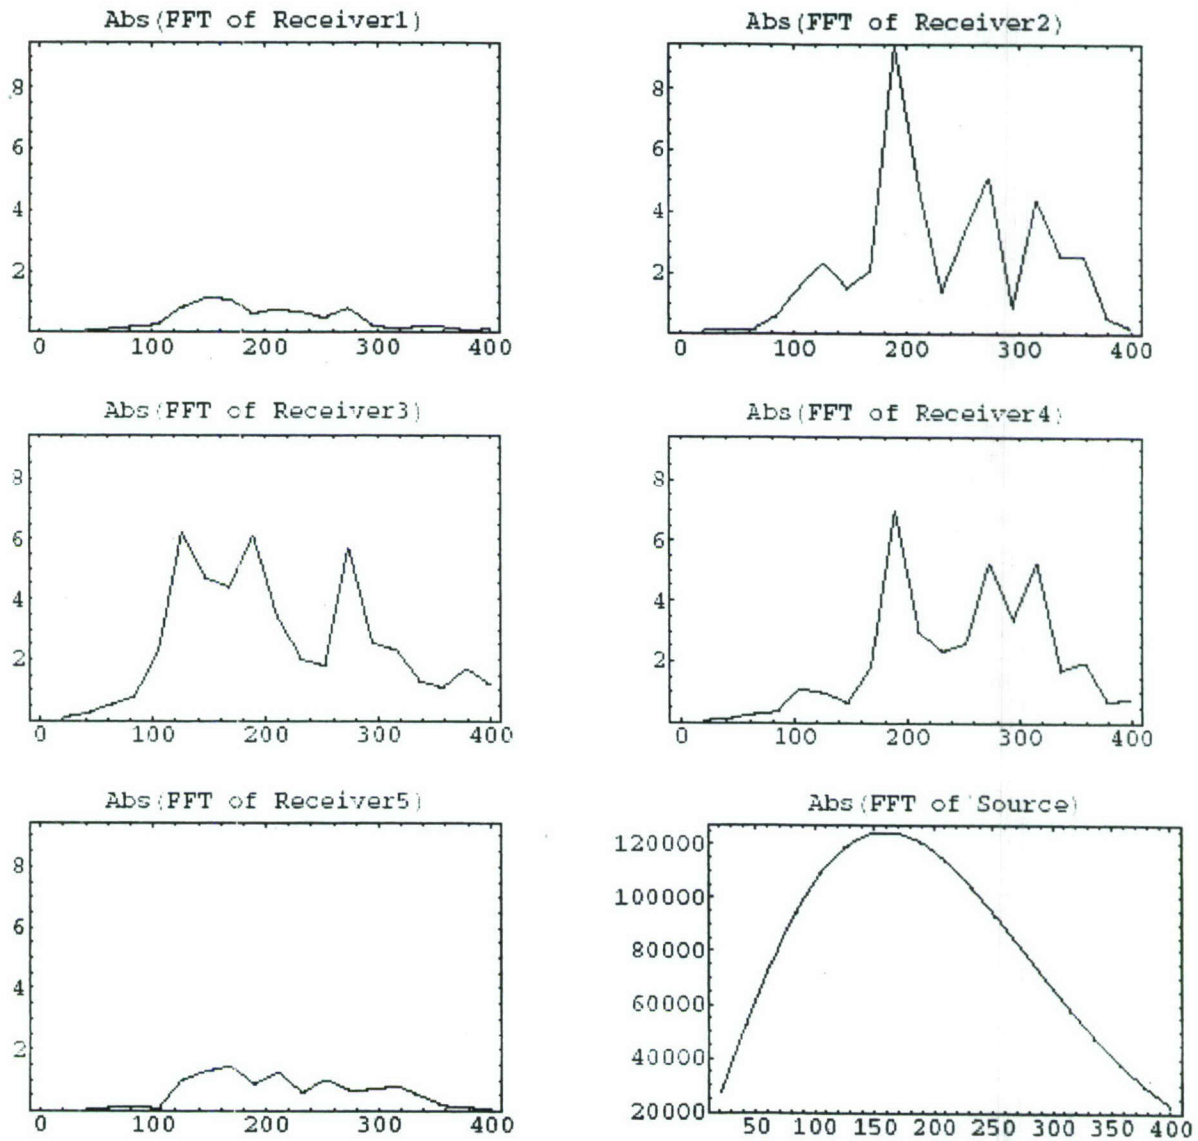 Abs(FFT of Receiver1)
8
6
4
2
0 100 200 300 400
Abs(FFT of Receiver2)
8
6
4
2
0 100 200 300 400
Abs(FFT of Receiver3)
8
6
4
2
0 100 200 300 400
Abs(FFT of Receiver4)
8
6
4
2
0 100 200 300 400
Abs(FFT of Receiver5)
8
6
4
2
0 100 200 300 400
Abs(FFT of Source)
120000
100000
80000
60000
40000
20000
50 100 150 200 250 300 350 400